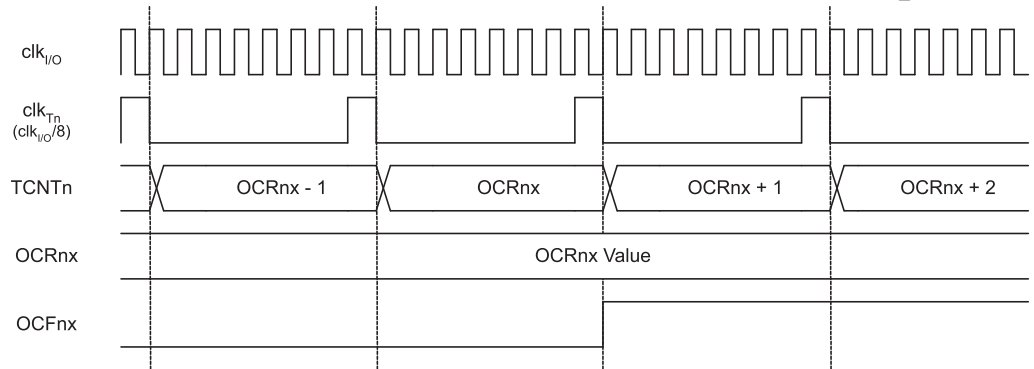 clkI/O
clkTn
(clkI/O/8)
TCNTn
OCRnx - 1
OCRnx
OCRnx + 1
OCRnx + 2
OCRnx
OCRnx Value
OCFnx